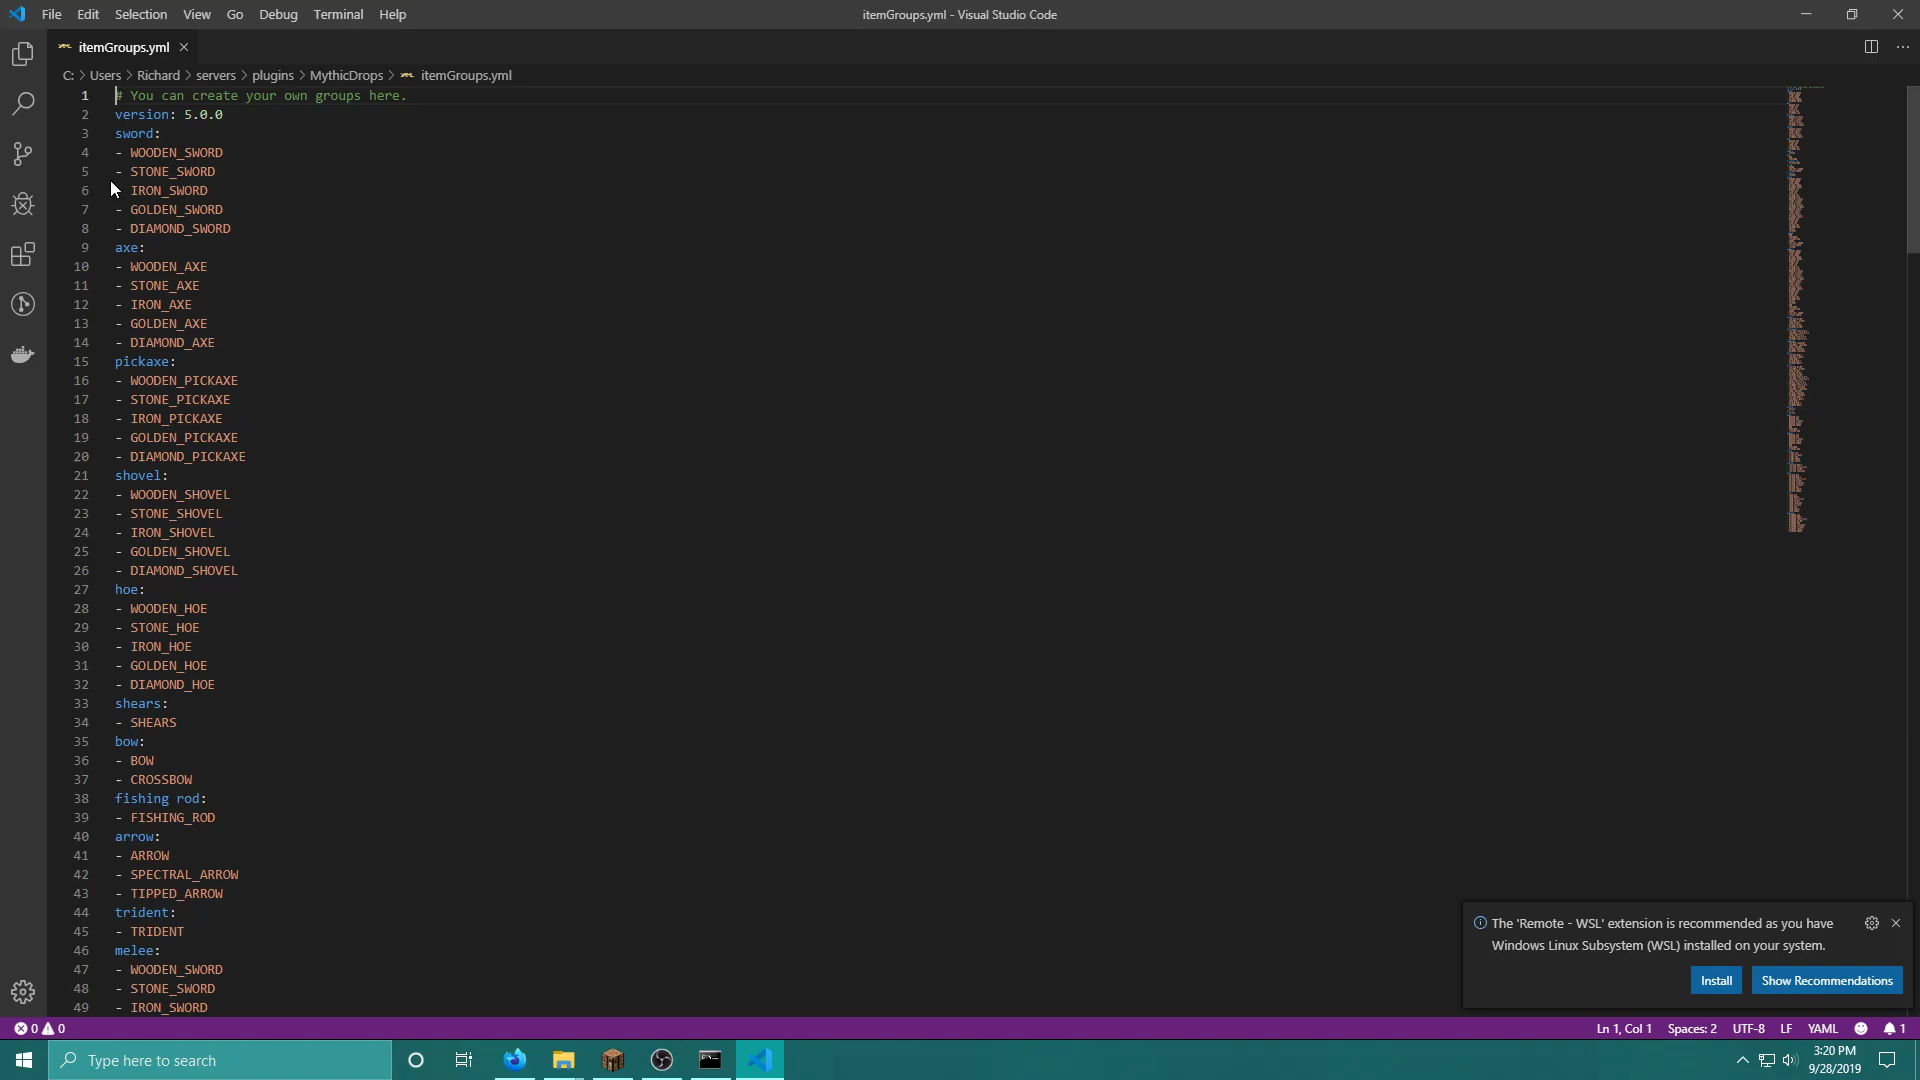 File Edit Selection View Go Debug Terminal Help
itemGroups.yml - Visual Studio Code
itemGroups.yml
C: > Users > Richard > servers > plugins > MythicDrops > itemGroups.yml
1 # You can create your own groups here.
2 version: 5.0.0
3 sword:
4 - WOODEN_SWORD
5 - STONE_SWORD
6 IRON_SWORD
7 - GOLDEN_SWORD
8 - DIAMOND_SWORD
9 axe:
10 - WOODEN_AXE
11 - STONE_AXE
12 - IRON_AXE
13 - GOLDEN_AXE
14 - DIAMOND_AXE
15 pickaxe:
16 - WOODEN_PICKAXE
17 - STONE_PICKAXE
18 - IRON_PICKAXE
19 - GOLDEN_PICKAXE
20 - DIAMOND_PICKAXE
21 shovel:
22 - WOODEN_SHOVEL
23 - STONE_SHOVEL
24 - IRON_SHOVEL
25 - GOLDEN_SHOVEL
26 - DIAMOND_SHOVEL
27 hoe:
28 - WOODEN_HOE
29 - STONE_HOE
30 - IRON_HOE
31 - GOLDEN_HOE
32 - DIAMOND_HOE
33 shears:
34 - SHEARS
35 bow:
36 - BOW
37 - CROSSBOW
38 fishing rod:
39 - FISHING_ROD
40 arrow:
41 - ARROW
42 - SPECTRAL_ARROW
43 - TIPPED_ARROW
44 trident:
45 - TRIDENT
46 melee:
47 - WOODEN_SWORD
48 - STONE_SWORD
49 - IRON_SWORD
The 'Remote - WSL' extension is recommended as you have
Windows Linux Subsystem (WSL) installed on your system.
Install Show Recommendations
0 0 Ln 1, Col 1 Spaces: 2 UTF-8 LF YAML 1
Type here to search
3:20 PM
9/28/2019